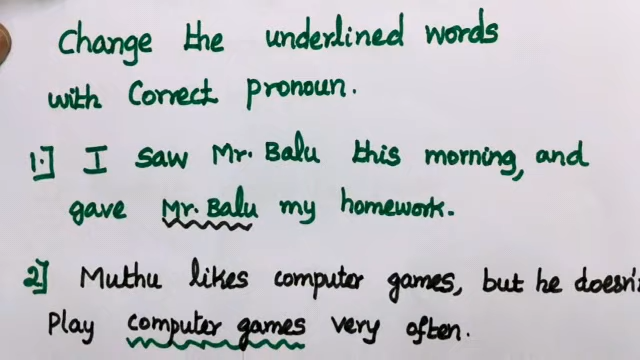 Change the underlined words
with Correct pronoun.
1.] I saw Mr. Balu this morning, and
gave Mr. Balu my homework.
2] Muthu likes computer games, but he doesn't
Play computer games very often.